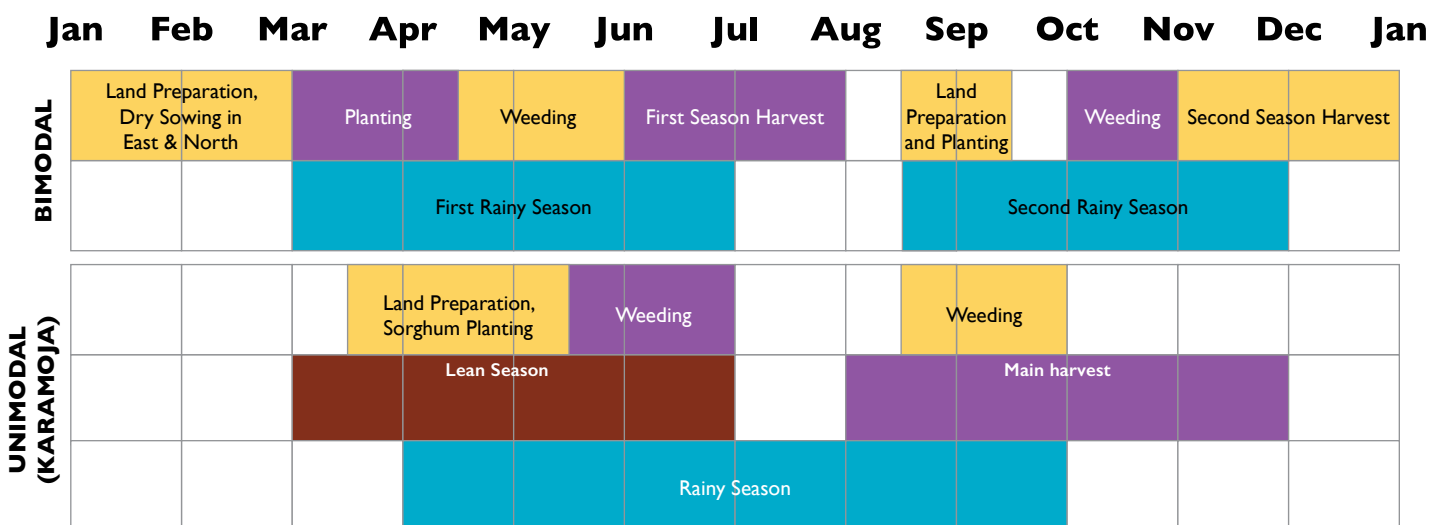 Jan Feb Mar Apr May Jun Jul Aug Sep Oct Nov Dec Jan
BIMODAL
Land Preparation,
Dry Sowing in
East & North
Planting
Weeding
First Season Harvest
Land
Preparation
and Planting
Weeding
Second Season Harvest
First Rainy Season
Second Rainy Season
UNIMODAL
(KARAMOJA)
Land Preparation,
Sorghum Planting
Weeding
Weeding
Lean Season
Main harvest
Rainy Season